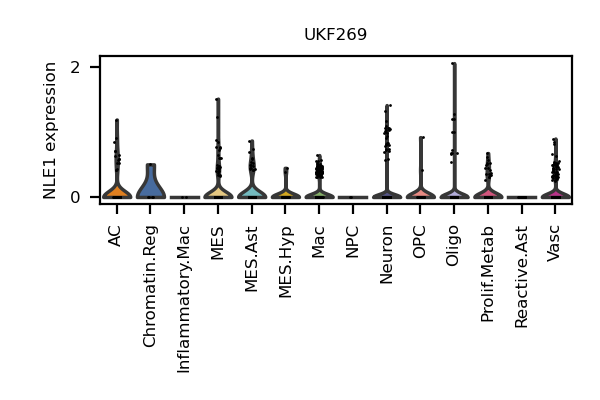 UKF269
NLE1 expression
2
0
AC
Chromatin.Reg
Inflammatory.Mac
MES
MES.Ast
MES.Hyp
Mac
NPC
Neuron
OPC
Oligo
Prolif.Metab
Reactive.Ast
Vasc